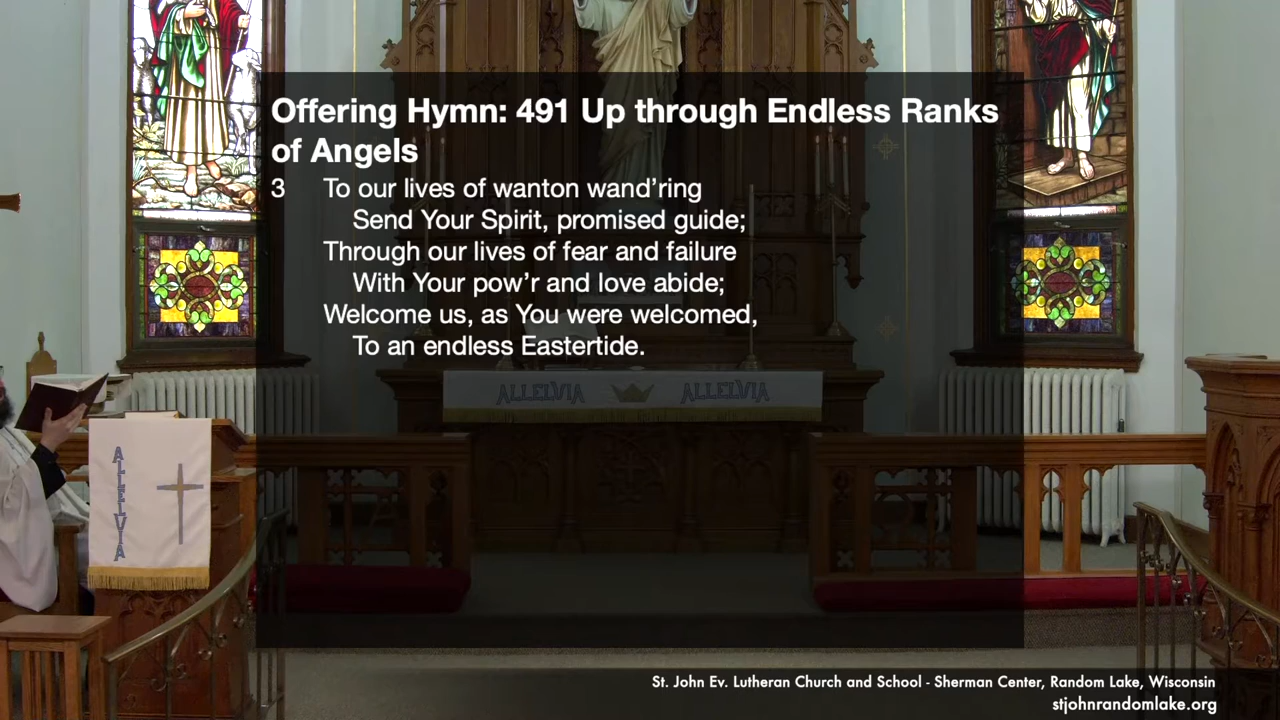 Offering Hymn: 491 Up through Endless Ranks
of Angels
3 To our lives of wanton wand’ring
Send Your Spirit, promised guide;
Through our lives of fear and failure
With Your pow’r and love abide;
Welcome us, as You were welcomed,
To an endless Eastertide.
ALLELVIA ALLELVIA
ALLELVIA
St. John Ev. Lutheran Church and School - Sherman Center, Random Lake, Wisconsin
stjohnrandomlake.org